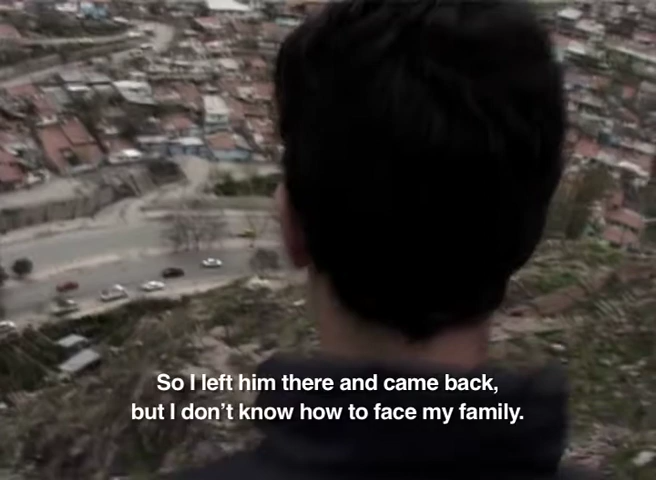 So I left him there and came back,
but I don't know how to face my family.